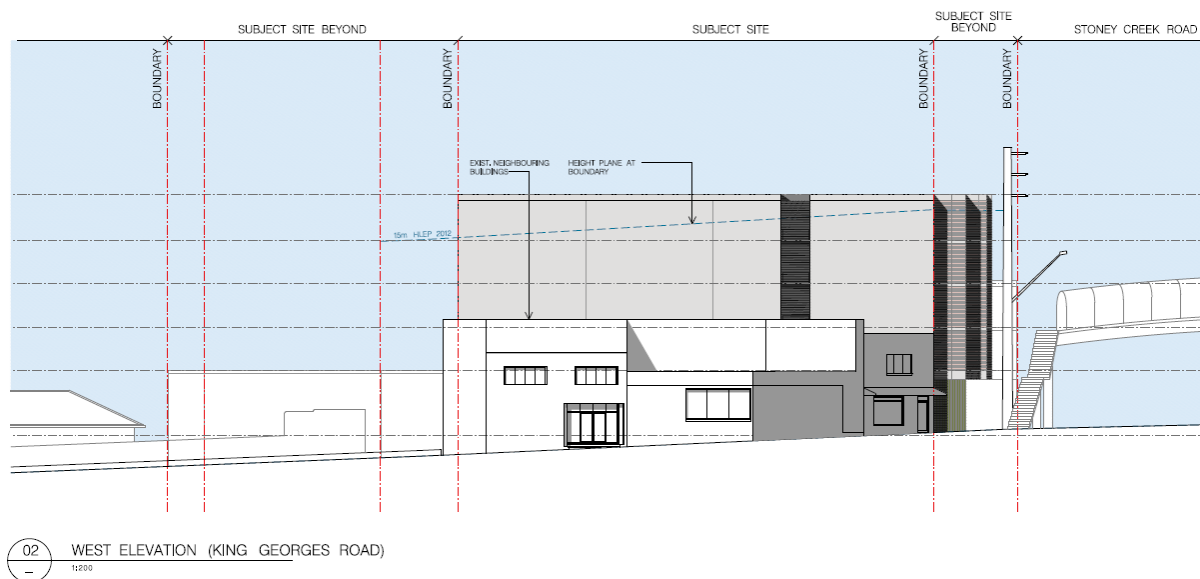 SUBJECT SITE BEYOND
SUBJECT SITE
SUBJECT SITE
BEYOND
STONEY CREEK ROAD
BOUNDARY
BOUNDARY
BOUNDARY
BOUNDARY
EXIST. NEIGHBOURING
BUILDINGS
HEIGHT PLANE AT
BOUNDARY
15m HLEP 2012
02
WEST ELEVATION (KING GEORGES ROAD)
–
1:200